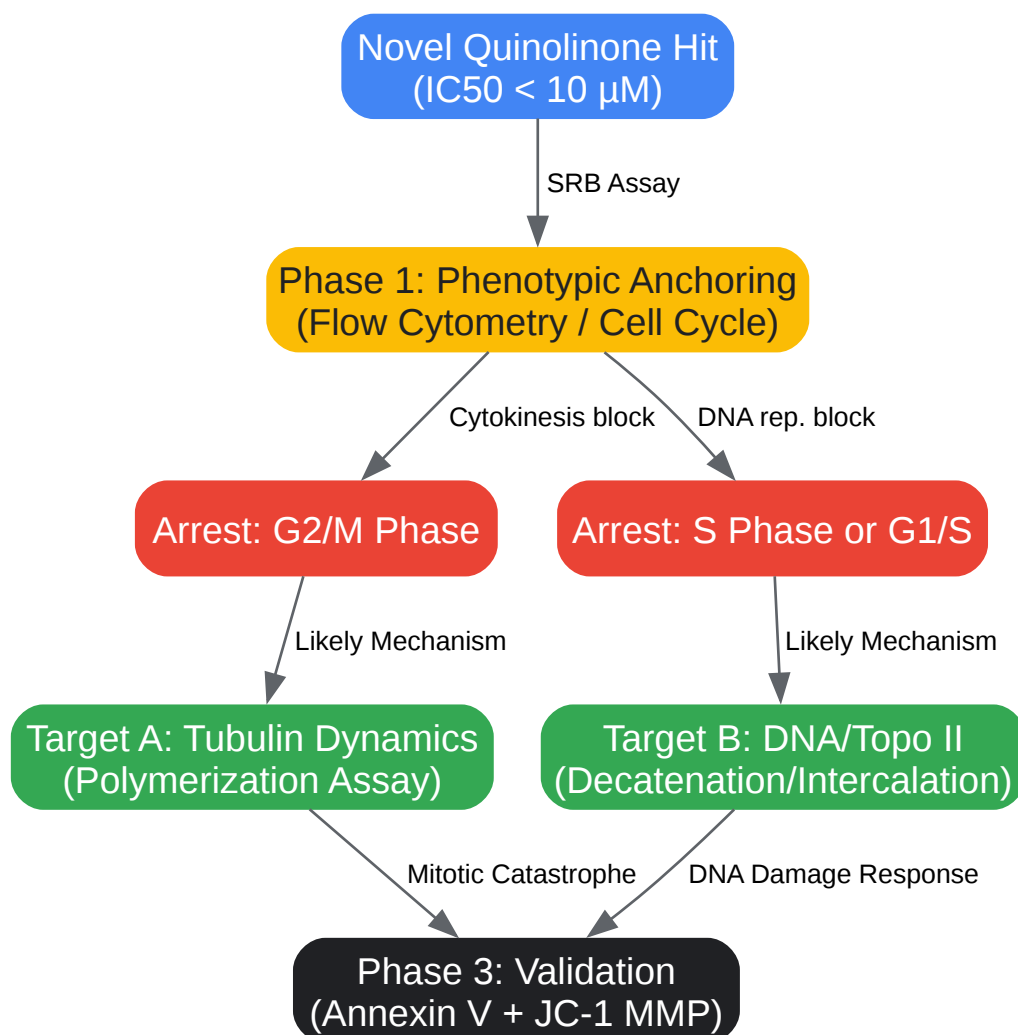 Novel Quinolinone Hit
(IC50 < 10 µM)
SRB Assay
Phase 1: Phenotypic Anchoring
(Flow Cytometry / Cell Cycle)
Cytokinesis block
DNA rep. block
Arrest: G2/M Phase
Arrest: S Phase or G1/S
Likely Mechanism
Likely Mechanism
Target A: Tubulin Dynamics
(Polymerization Assay)
Target B: DNA/Topo II
(Decatenation/Intercalation)
Mitotic Catastrophe
DNA Damage Response
Phase 3: Validation
(Annexin V + JC-1 MMP)